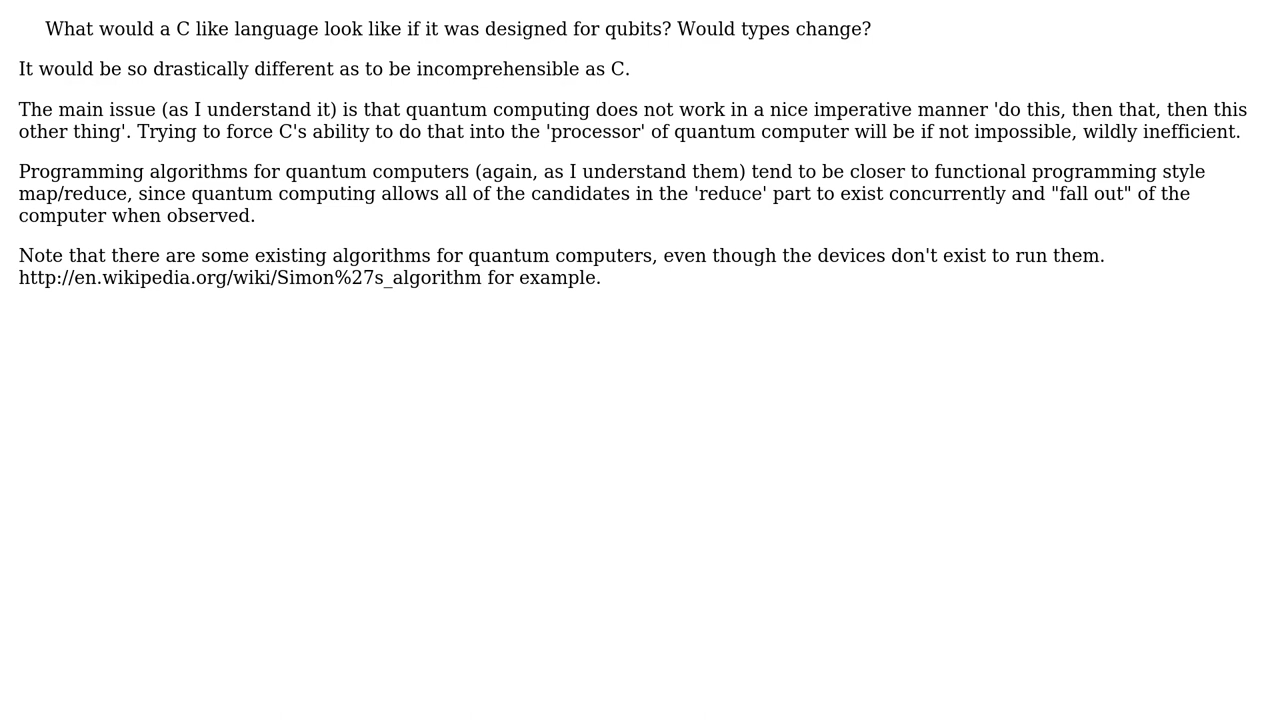 What would a C like language look like if it was designed for qubits? Would types change?
It would be so drastically different as to be incomprehensible as C.
The main issue (as I understand it) is that quantum computing does not work in a nice imperative manner 'do this, then that, then this
other thing'. Trying to force C's ability to do that into the 'processor' of quantum computer will be if not impossible, wildly inefficient.
Programming algorithms for quantum computers (again, as I understand them) tend to be closer to functional programming style
map/reduce, since quantum computing allows all of the candidates in the 'reduce' part to exist concurrently and "fall out" of the
computer when observed.
Note that there are some existing algorithms for quantum computers, even though the devices don't exist to run them.
http://en.wikipedia.org/wiki/Simon%27s_algorithm for example.